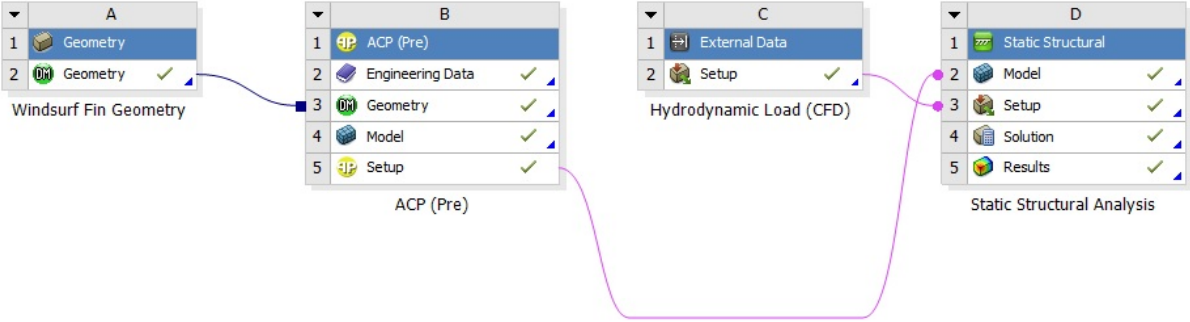 A
1 Geometry
2 DM Geometry
Windsurf Fin Geometry
B
1 ACP (Pre)
2 Engineering Data
3 DM Geometry
4 Model
5 Setup
ACP (Pre)
C
1 External Data
2 Setup
Hydrodynamic Load (CFD)
D
1 Static Structural
2 Model
3 Setup
4 Solution
5 Results
Static Structural Analysis